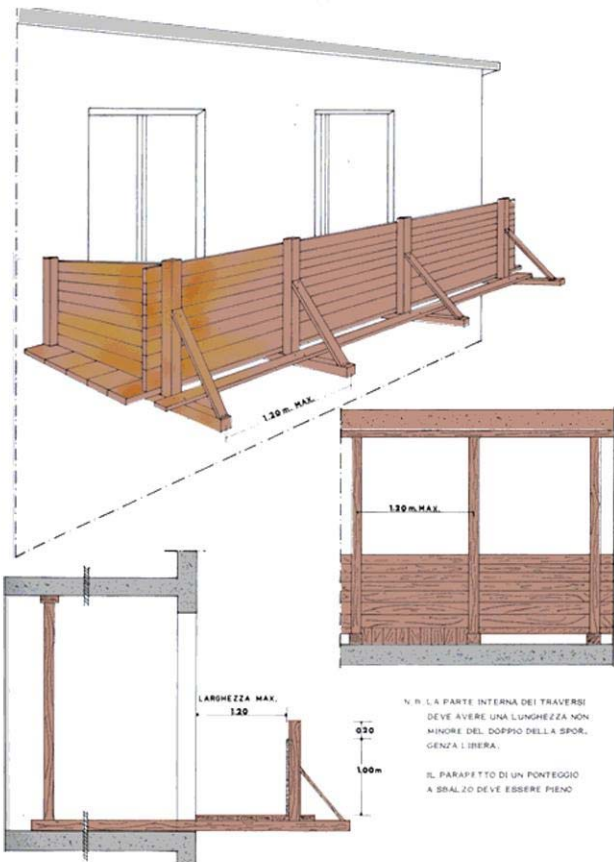 1.20 m. MAX.
1.20 m. MAX.
LARGHEZZA MAX.
1.20
0.20
1.00m
N.B. LA PARTE INTERNA DEI TRAVERSI
DEVE AVERE UNA LUNGHEZZA NON
MINORE DEL DOPPIO DELLA SPOR.
GENZA LIBERA.
IL PARAPETTO DI UN PONTEGGIO
A SBALZO DEVE ESSERE PIENO